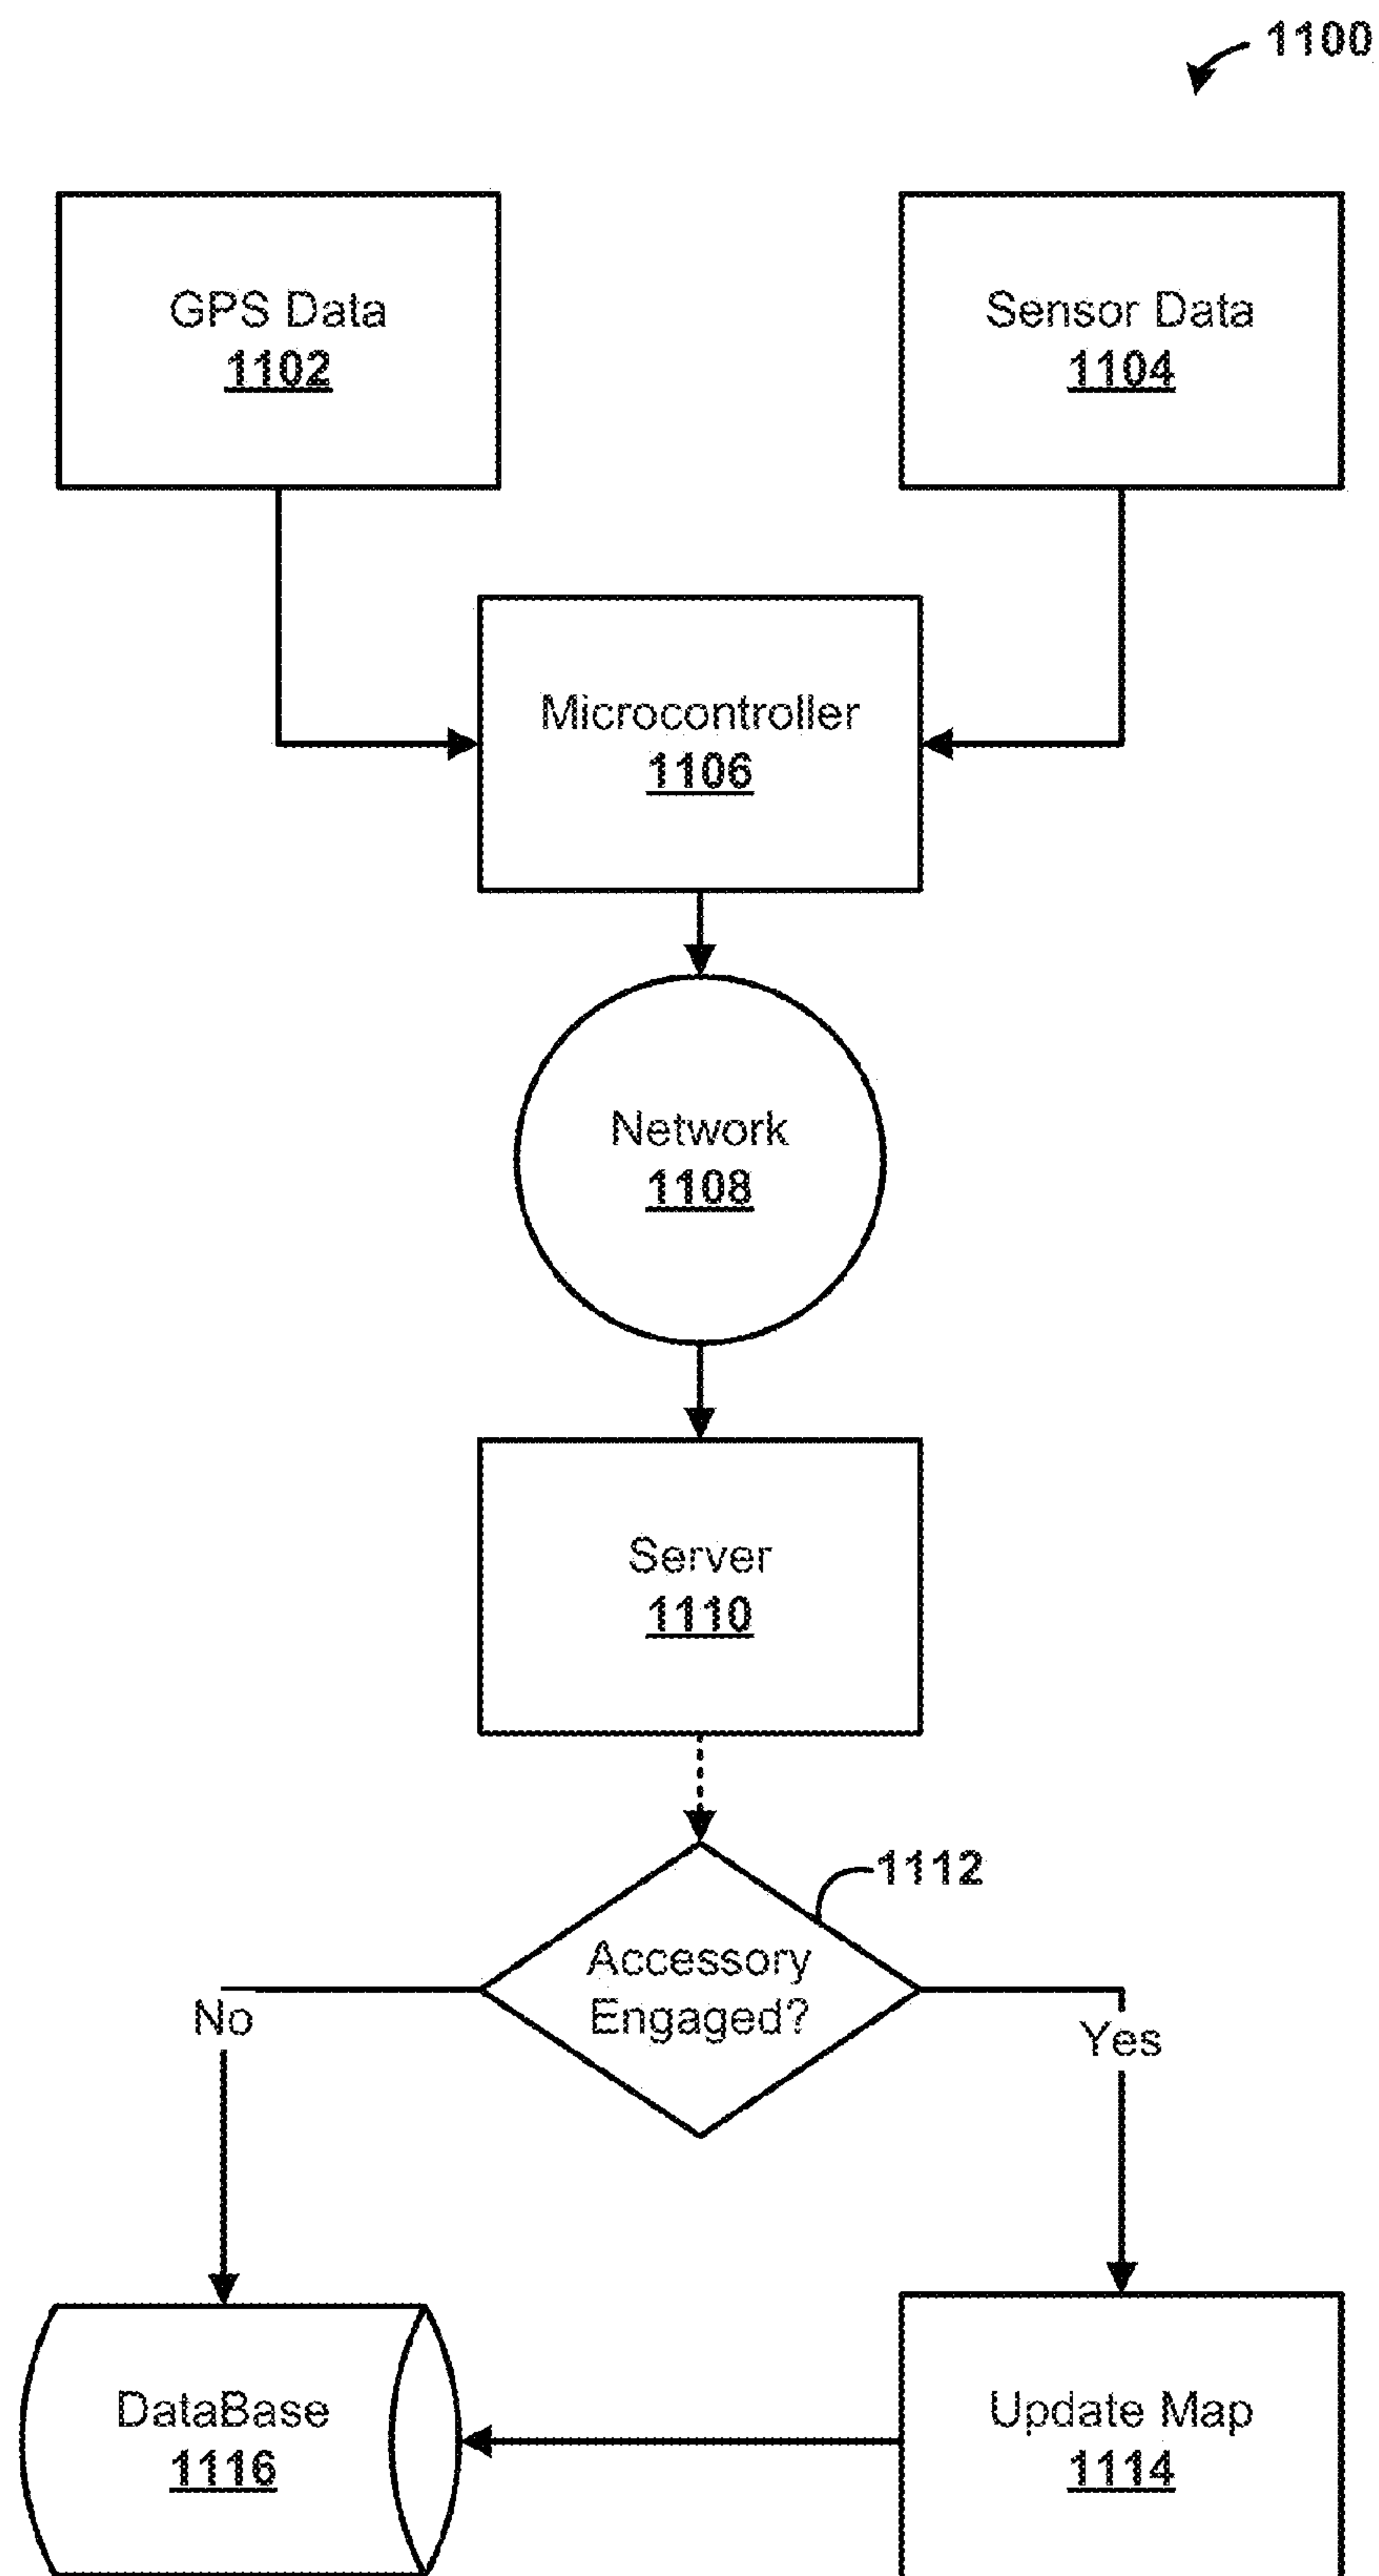 1100
GPS Data
1102
Sensor Data
1104
Microcontroller
1106
Network
1108
Server
1110
1112
Accessory
Engaged?
No
Yes
DataBase
1116
Update Map
1114